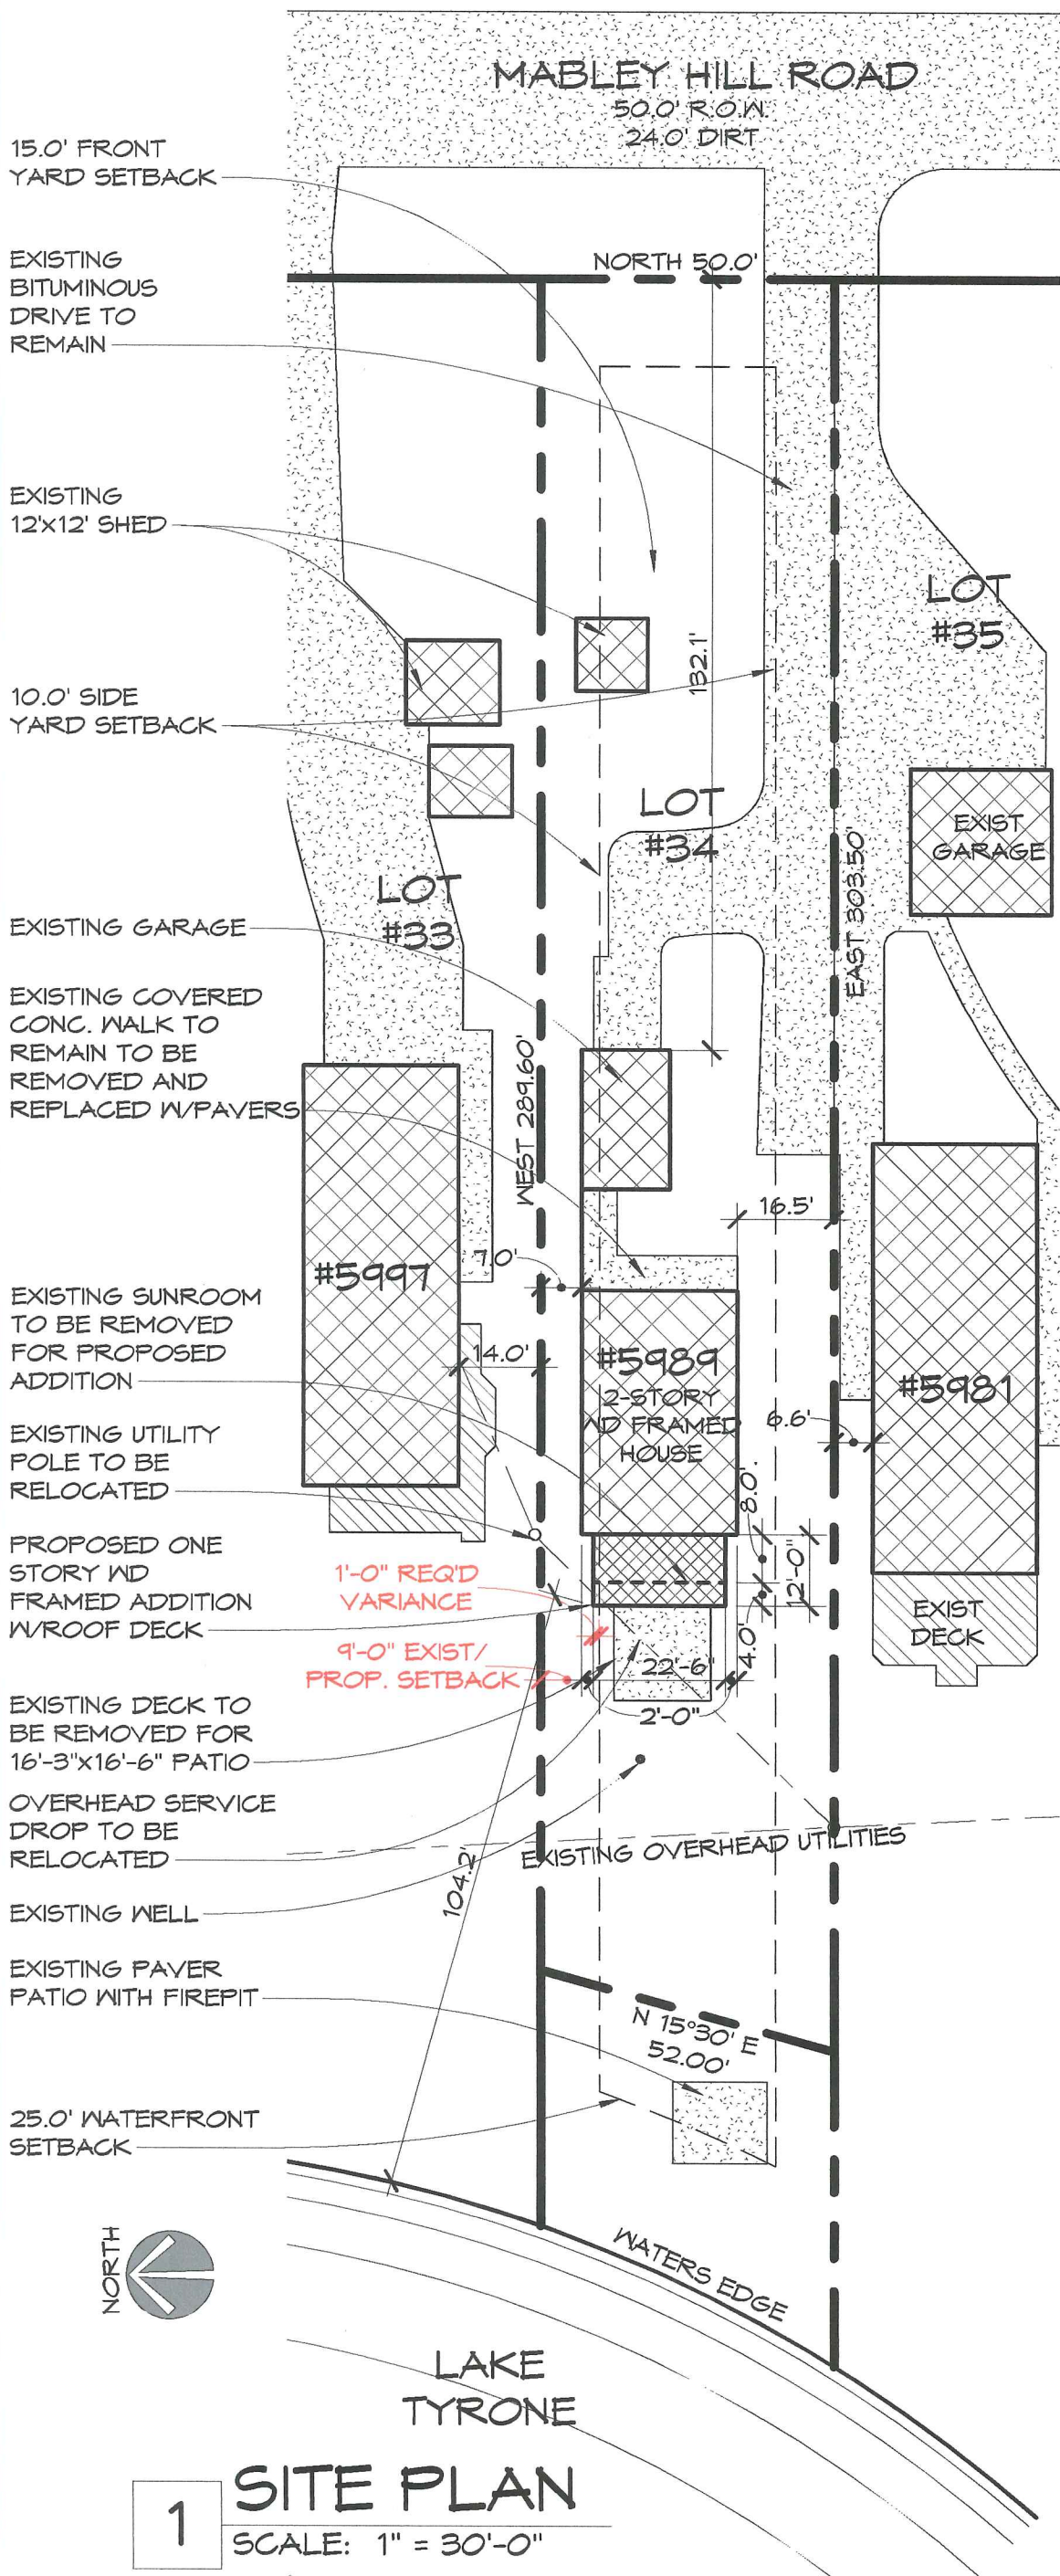 MABLEY HILL ROAD
50.0' R.O.W.
24.0' DIRT
15.0' FRONT
YARD SETBACK
EXISTING
BITUMINOUS
DRIVE TO
REMAIN
NORTH 50.0'
EXISTING
12'x12' SHED
LOT
#35
132.1'
10.0' SIDE
YARD SETBACK
LOT
#34
EXIST
GARAGE
LOT
#33
EAST 303.50'
EXISTING GARAGE
EXISTING COVERED
CONC. WALK TO
REMAIN TO BE
REMOVED AND
REPLACED W/PAVERS
WEST 289.60'
16.5'
7.0'
#5997
EXISTING SUNROOM
TO BE REMOVED
FOR PROPOSED
ADDITION
14.0'
#5989
2-STORY
WD FRAMED
HOUSE
#5981
6.6'
EXISTING UTILITY
POLE TO BE
RELOCATED
8.0'
12'-0"
4.0'
PROPOSED ONE
STORY WD
FRAMED ADDITION
W/ROOF DECK
1'-0" REQ'D
VARIANCE
9'-0" EXIST/
PROP. SETBACK
22'-6"
2'-0"
EXIST
DECK
EXISTING DECK TO
BE REMOVED FOR
16'-3"x16'-6" PATIO
OVERHEAD SERVICE
DROP TO BE
RELOCATED
EXISTING OVERHEAD UTILITIES
104.2'
EXISTING WELL
EXISTING PAVER
PATIO WITH FIREPIT
N 15°30' E
52.00'
25.0' WATERFRONT
SETBACK
NORTH
WATERS EDGE
LAKE
TYRONE
1
SITE PLAN
SCALE: 1" = 30'-0"